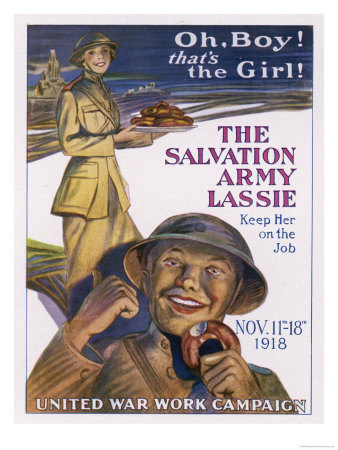 Oh, Boy!
that's
the Girl!
THE
SALVATION
ARMY
LASSIE
Keep Her
on the
Job
NOV. 11TH-18TH
1918
UNITED WAR WORK CAMPAIGN